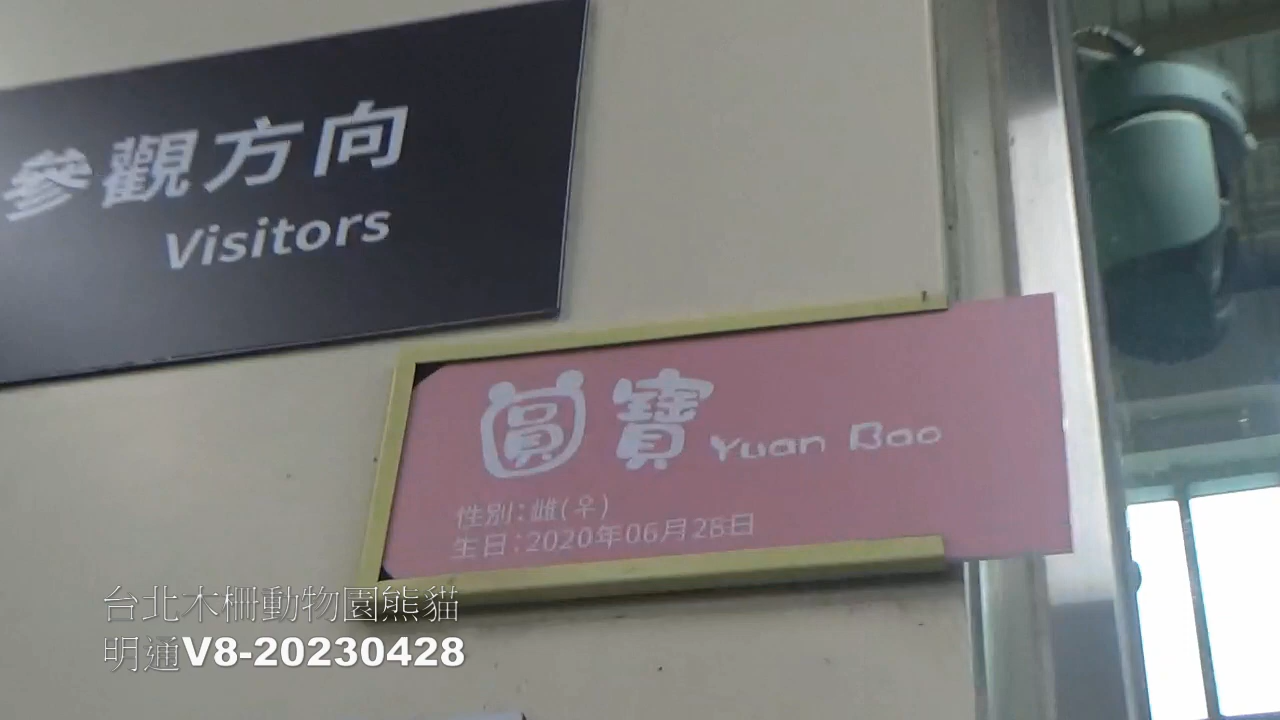 參觀方向
Visitors
圓寶 Yuan Bao
性別：雌(♀)
生日：2020年06月28日
台北木柵動物園熊貓
明通V8-20230428